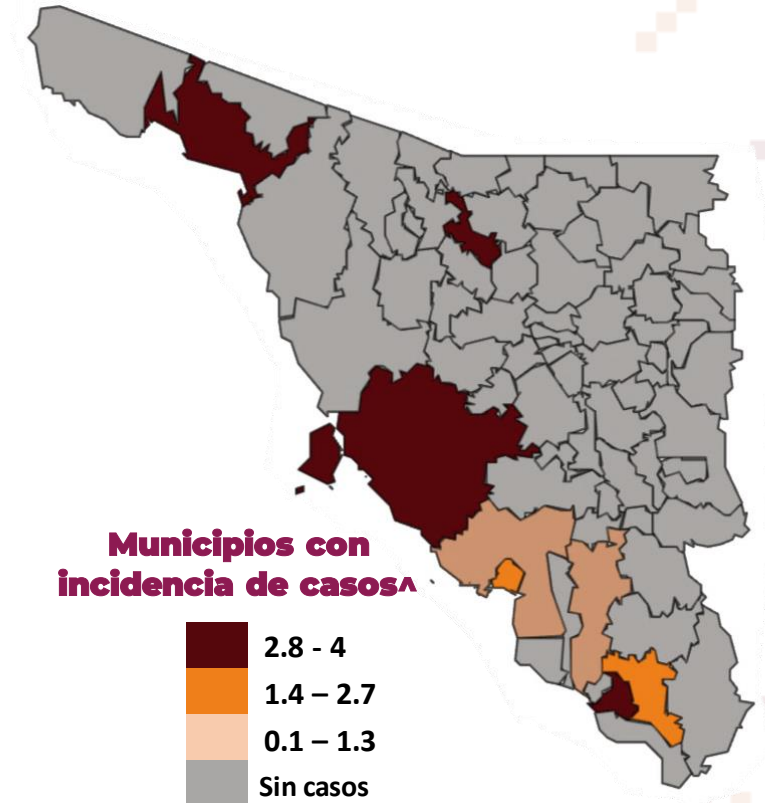 Municipios con
incidencia de casos^
2.8 - 4
1.4 – 2.7
0.1 – 1.3
Sin casos